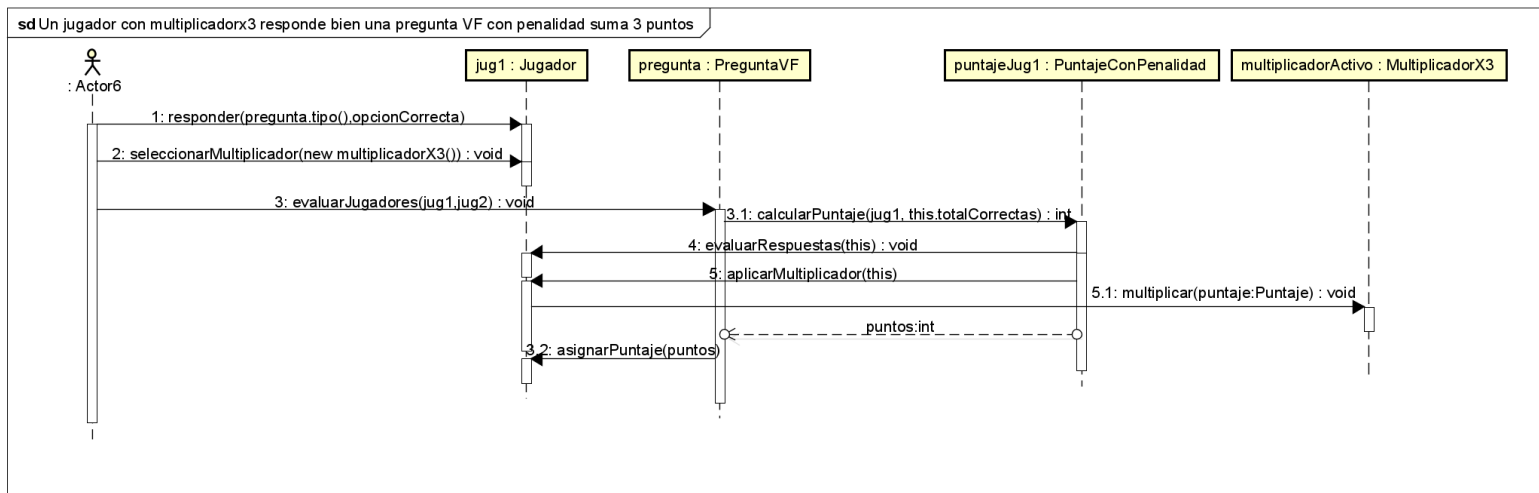 sd Un jugador con multiplicadorx3 responde bien una pregunta VF con penalidad suma 3 puntos
: Actor6
jug1 : Jugador
pregunta : PreguntaVF
puntajeJug1 : PuntajeConPenalidad
multiplicadorActivo : MultiplicadorX3
1: responder(pregunta.tipo(),opcionCorrecta)
2: seleccionarMultiplicador(new multiplicadorX3()) : void
3: evaluarJugadores(jug1,jug2) : void
3.1: calcularPuntaje(jug1, this.totalCorrectas) : int
4: evaluarRespuestas(this) : void
5: aplicarMultiplicador(this)
5.1: multiplicar(puntaje:Puntaje) : void
puntos:int
3.2: asignarPuntaje(puntos)